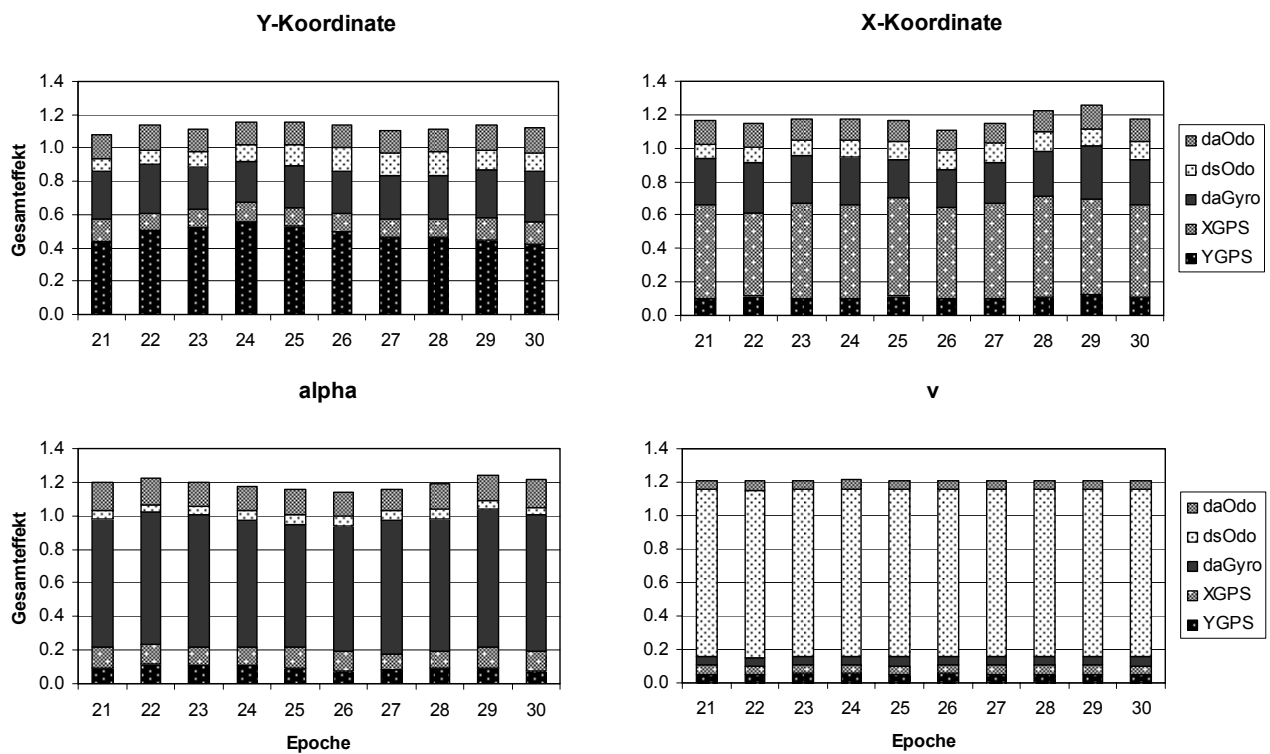 Y-Koordinate
Gesamteffekt
1.4
1.2
1.0
0.8
0.6
0.4
0.2
0.0
21 22 23 24 25 26 27 28 29 30
X-Koordinate
1.4
1.2
1.0
0.8
0.6
0.4
0.2
0.0
21 22 23 24 25 26 27 28 29 30
daOdo
dsOdo
daGyro
XGPS
YGPS
alpha
Gesamteffekt
1.4
1.2
1.0
0.8
0.6
0.4
0.2
0.0
21 22 23 24 25 26 27 28 29 30
Epoche
v
1.4
1.2
1.0
0.8
0.6
0.4
0.2
0.0
21 22 23 24 25 26 27 28 29 30
Epoche
daOdo
dsOdo
daGyro
XGPS
YGPS